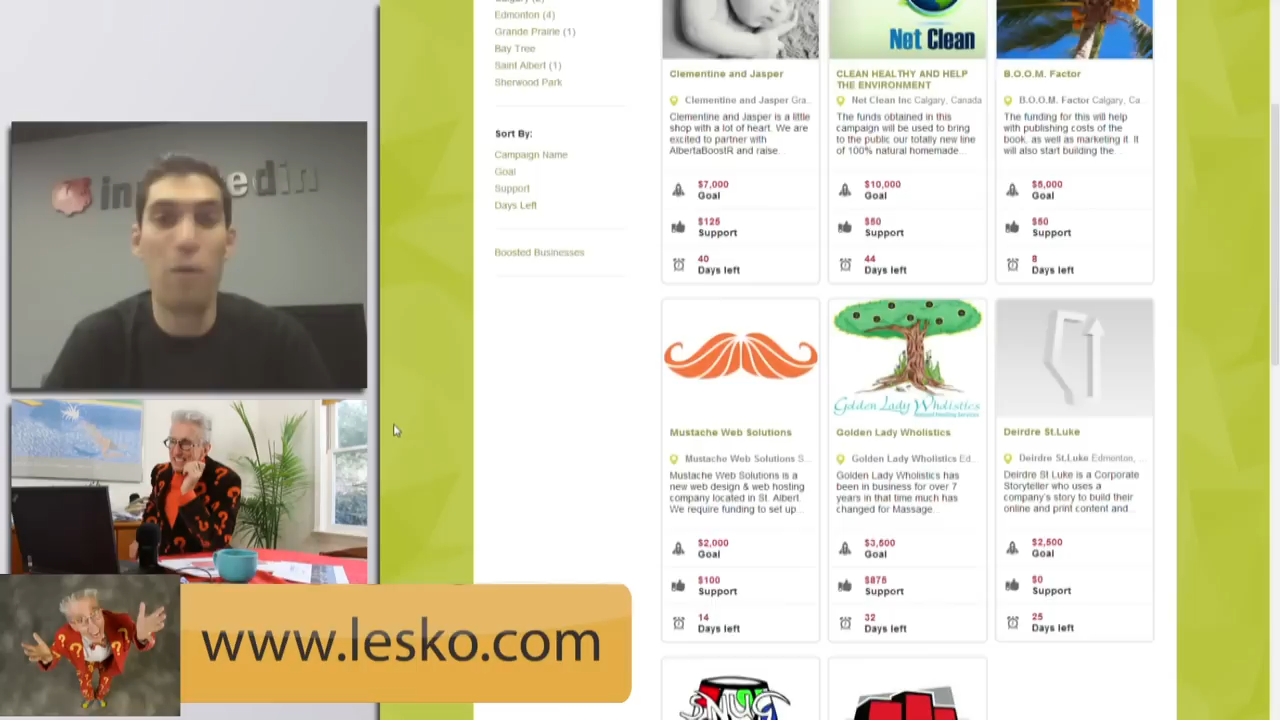 Edmonton (4)
Grande Prairie (1)
Bay Tree
Saint Albert (1)
Sherwood Park
Sort By:
Campaign Name
Goal
Support
Days Left
Boosted Businesses
Net Clean
Clementine and Jasper
Clementine and Jasper Gra...
Clementine and Jasper is a little
shop with a lot of heart. We are
excited to partner with
AlbertaBoostR and raise...
$7,000
Goal
$125
Support
40
Days left
CLEAN HEALTHY AND HELP
THE ENVIRONMENT
Net Clean Inc Calgary, Canada
The funds obtained in this
campaign will be used to bring
to the public our totally new line
of 100% natural homemade...
$10,000
Goal
$50
Support
44
Days left
B.O.O.M. Factor
B.O.O.M. Factor Calgary, Ca...
The funding for this will help
with publishing costs of the
book, as well as marketing it. It
will also start building the...
$5,000
Goal
$50
Support
8
Days left
Mustache Web Solutions
Mustache Web Solutions S...
Mustache Web Solutions is a
new web design & web hosting
company located in St. Albert.
We require funding to set up...
$2,000
Goal
$100
Support
14
Days left
Golden Lady Wholistics
Golden Lady Wholistics
Golden Lady Wholistics Ed...
Golden Lady Wholistics has
been in business for over 7
years in that time much has
changed for Massage...
$3,500
Goal
$875
Support
32
Days left
Deirdre St.Luke
Deirdre St.Luke Edmonton, ...
Deirdre St Luke is a Corporate
Storyteller who uses a
company's story to build their
online and print content and...
$2,500
Goal
$0
Support
25
Days left
SNUG
www.lesko.com